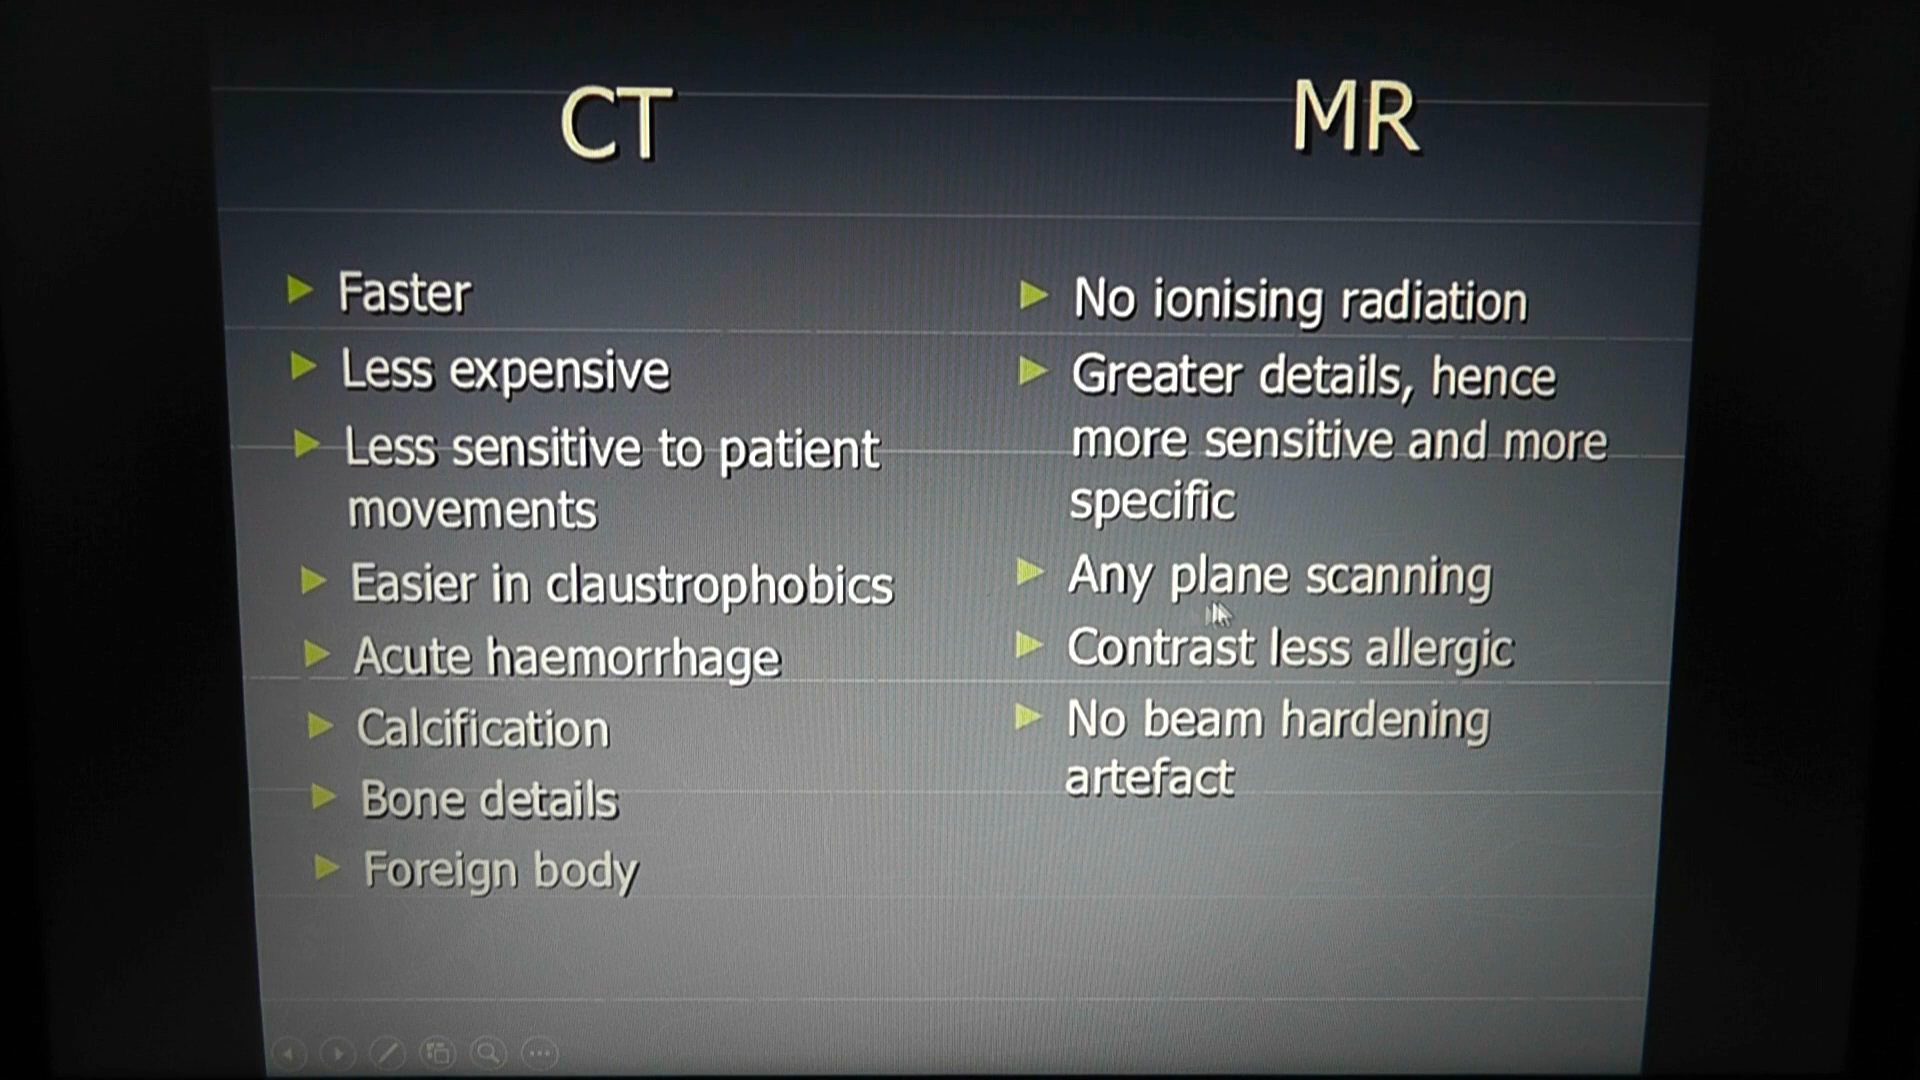 CT
Faster
Less expensive
Less sensitive to patient
movements
Easier in claustrophobics
Acute haemorrhage
Calcification
Bone details
Foreign body
MR
No ionising radiation
Greater details, hence
more sensitive and more
specific
Any plane scanning
Contrast less allergic
No beam hardening
artefact